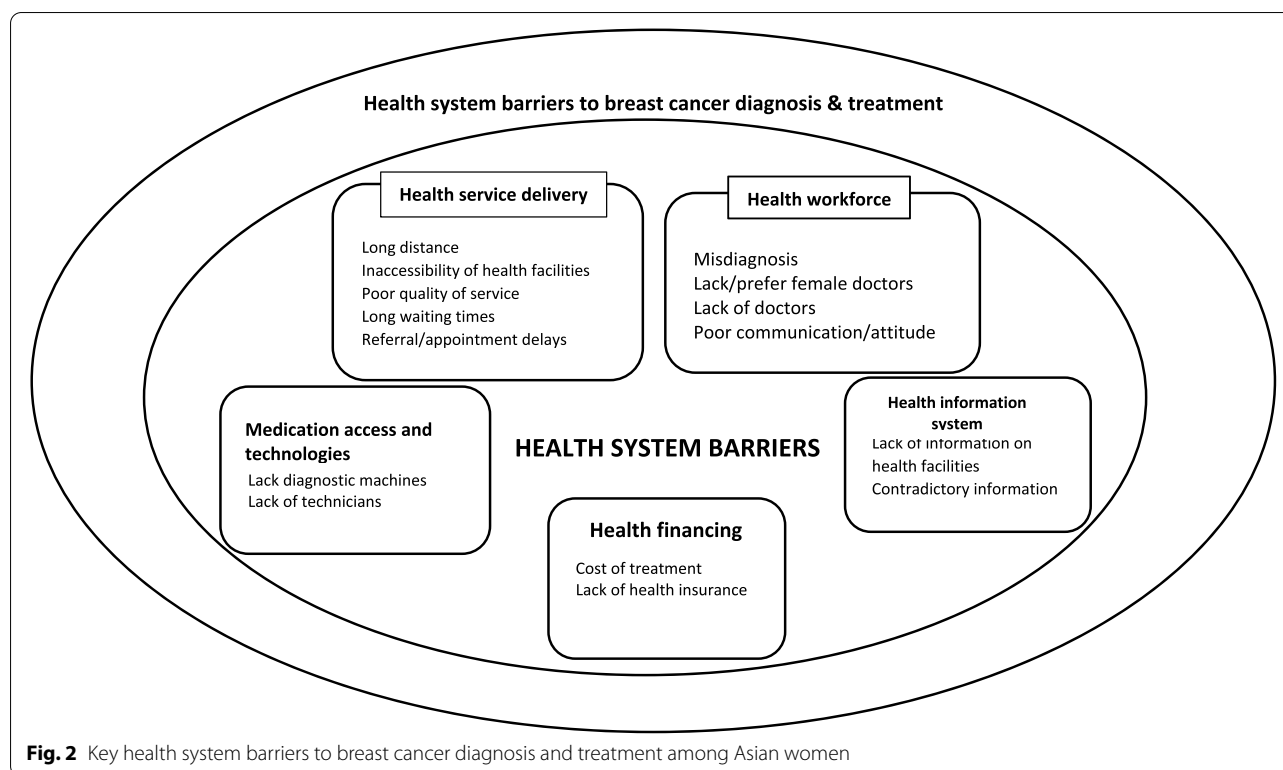 Health system barriers to breast cancer diagnosis & treatment
Health service delivery
Long distance
Inaccessibility of health facilities
Poor quality of service
Long waiting times
Referral/appointment delays
Health workforce
Misdiagnosis
Lack/prefer female doctors
Lack of doctors
Poor communication/attitude
Medication access and
technologies
Lack diagnostic machines
Lack of technicians
HEALTH SYSTEM BARRIERS
Health information
system
Lack of information on
health facilities
Contradictory information
Health financing
Cost of treatment
Lack of health insurance
Fig. 2 Key health system barriers to breast cancer diagnosis and treatment among Asian women